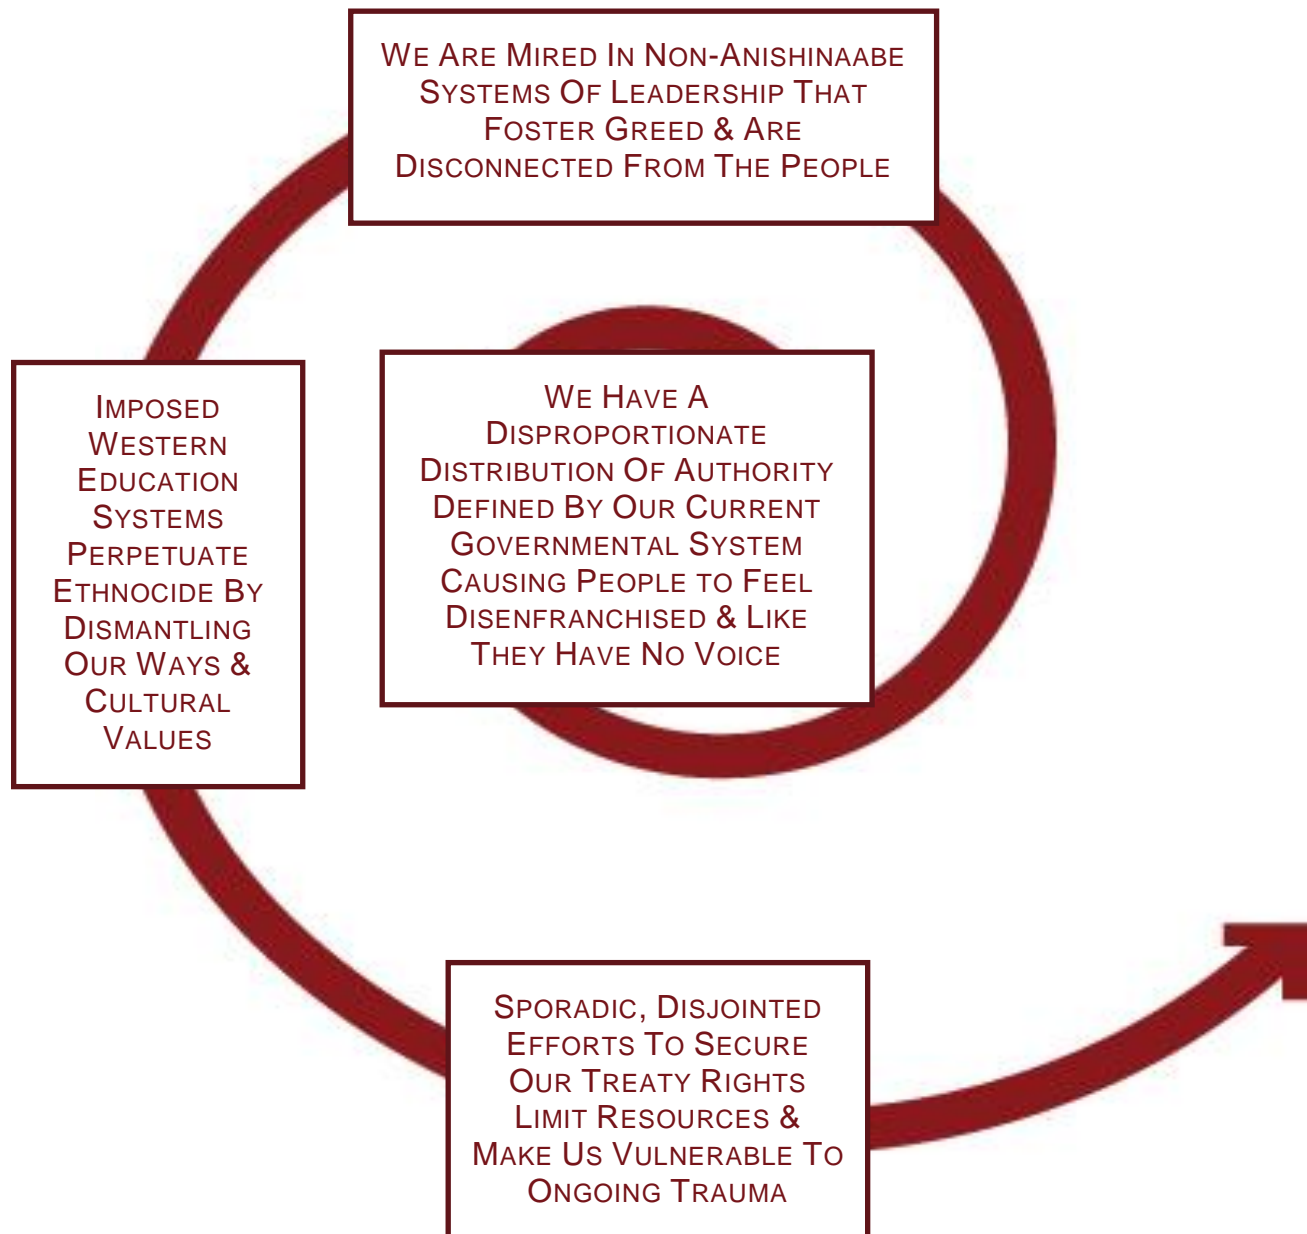 We Are Mired In Non-Anishinaabe
Systems Of Leadership That
Foster Greed & Are
Disconnected From The People
Imposed
Western
Education
Systems
Perpetuate
Ethnocide By
Dismantling
Our Ways &
Cultural
Values
We Have A
Disproportionate
Distribution Of Authority
Defined By Our Current
Governmental System
Causing People to Feel
Disenfranchised & Like
They Have No Voice
Sporadic, Disjointed
Efforts To Secure
Our Treaty Rights
Limit Resources &
Make Us Vulnerable To
Ongoing Trauma